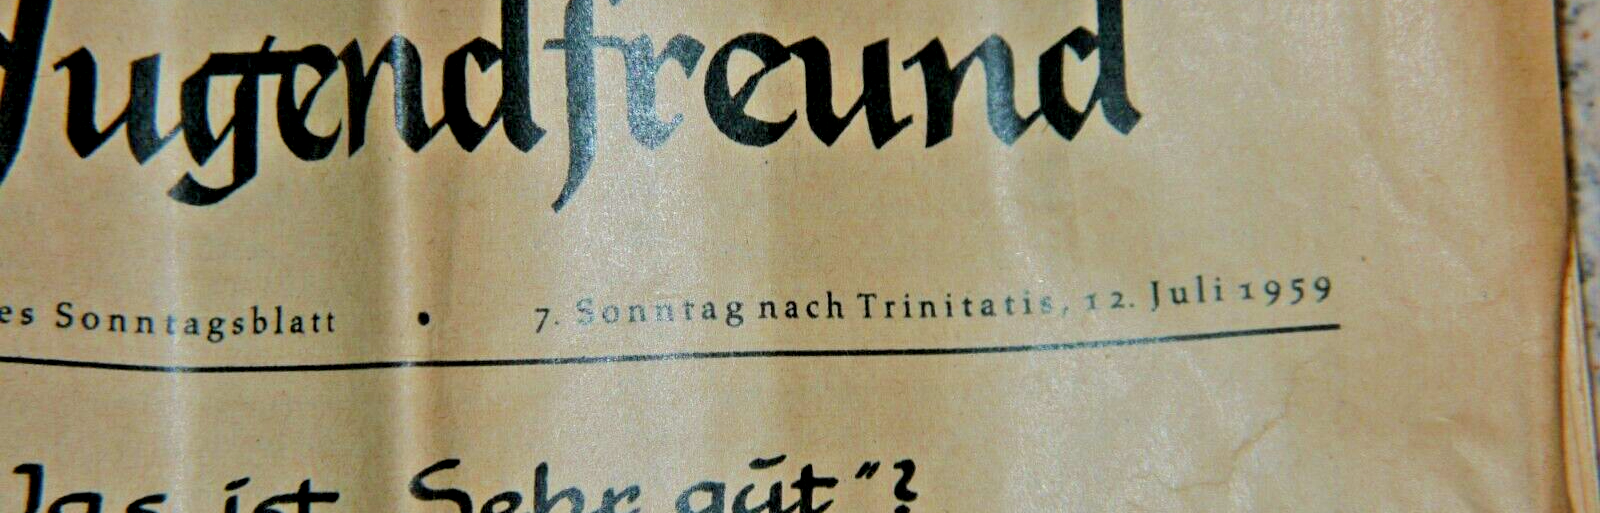 Jugendfreund
es Sonntagsblatt • 7. Sonntag nach Trinitatis, 12. Juli 1959
ist „Sehr gut"?